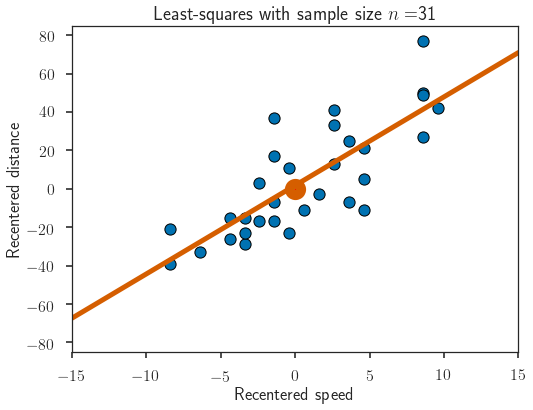 Least-squares with sample size n =31
80
60
40
20
0
−20
−40
−60
−80
Recentered distance
−15 −10 −5 0 5 10 15
Recentered speed